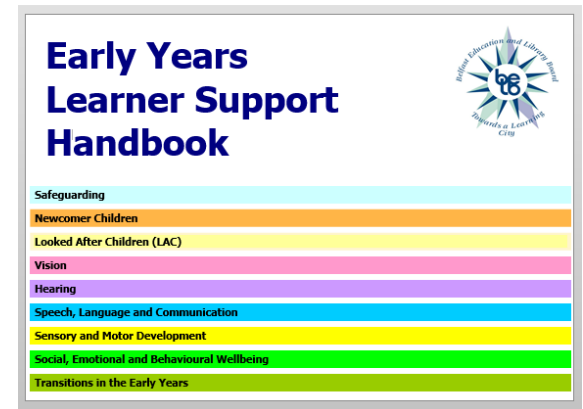 Early Years
Learner Support
Handbook
Belfast Education and Library Board
Towards a Learning
City
Safeguarding
Newcomer Children
Looked After Children (LAC)
Vision
Hearing
Speech, Language and Communication
Sensory and Motor Development
Social, Emotional and Behavioural Wellbeing
Transitions in the Early Years